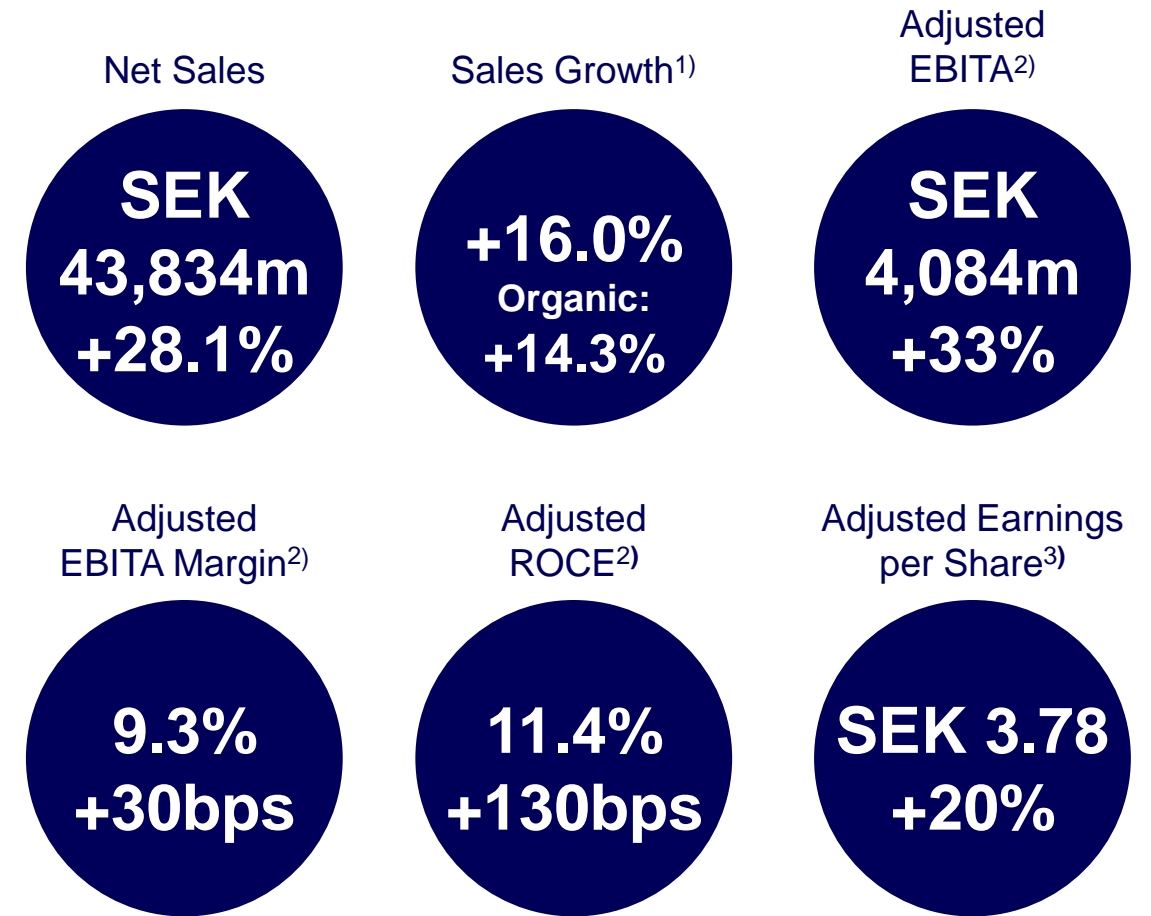 Net Sales
SEK
43,834m
+28.1%
Sales Growth1)
+16.0%
Organic:
+14.3%
Adjusted
EBITA2)
SEK
4,084m
+33%
Adjusted
EBITA Margin2)
9.3%
+30bps
Adjusted
ROCE2)
11.4%
+130bps
Adjusted Earnings
per Share3)
SEK 3.78
+20%